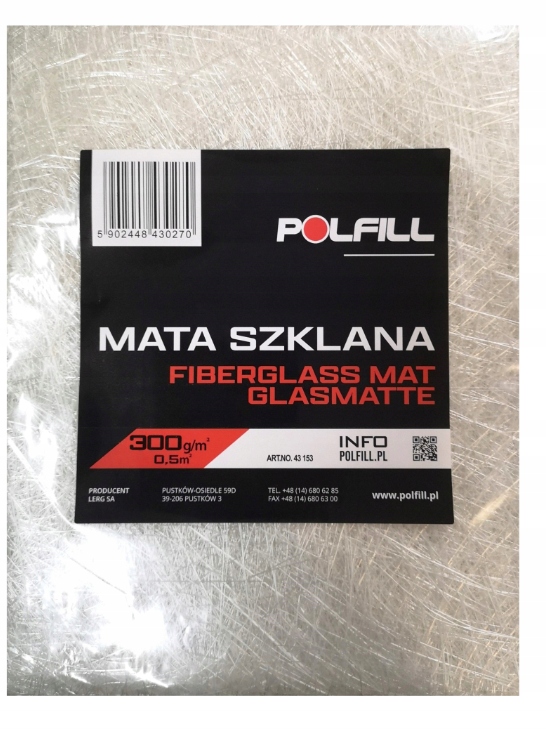 5 902448 430270
POLFILL
MATA SZKLANA
FIBERGLASS MAT
GLASMATTE
300 g/m²
0,5m²
ART.NO. 43 153
INFO
POLFILL.PL
PRODUCENT
LERG SA
PUSTKÓW-OSIEDLE 59D
39-206 PUSTKÓW 3
TEL. +48 (14) 680 62 85
FAX +48 (14) 680 63 00
www.polfill.pl